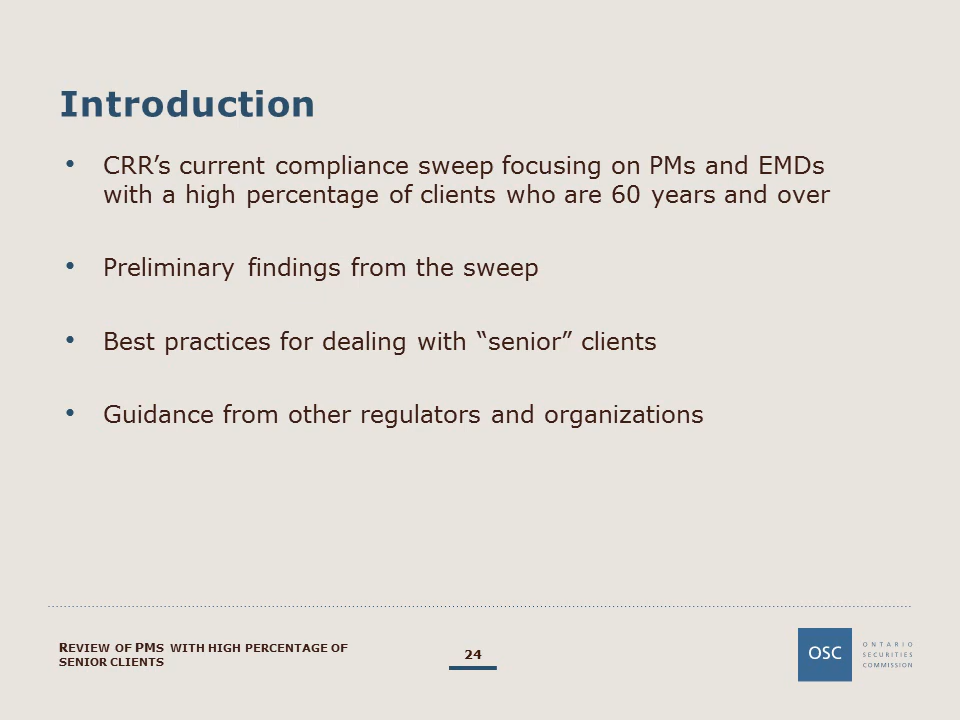 Introduction
• CRR’s current compliance sweep focusing on PMs and EMDs
with a high percentage of clients who are 60 years and over
• Preliminary findings from the sweep
• Best practices for dealing with “senior” clients
• Guidance from other regulators and organizations
REVIEW OF PMS WITH HIGH PERCENTAGE OF
SENIOR CLIENTS
24
OSC
ONTARIO
SECURITIES
COMMISSION